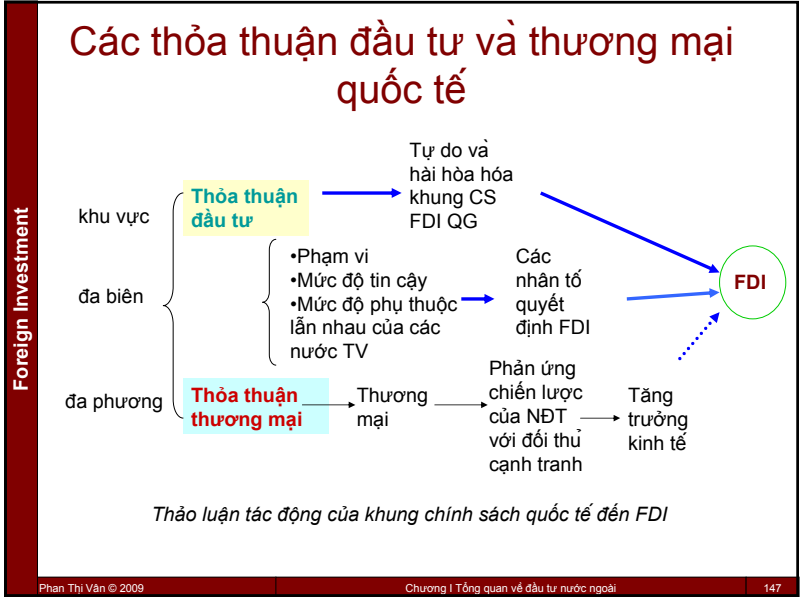 Các thỏa thuận đầu tư và thương mại
quốc tế
Foreign Investment
khu vực
đa biên
đa phương
Thỏa thuận
đầu tư
Tự do và
hài hòa hóa
khung CS
FDI QG
•Phạm vi
•Mức độ tin cậy
•Mức độ phụ thuộc
lẫn nhau của các
nước TV
Các
nhân tố
quyết
định FDI
FDI
Thỏa thuận
thương mại
Thương
mại
Phản ứng
chiến lược
của NĐT
với đối thủ
cạnh tranh
Tăng
trưởng
kinh tế
Thảo luận tác động của khung chính sách quốc tế đến FDI
Phan Thị Vân © 2009
Chương I Tổng quan về đầu tư nước ngoài
147